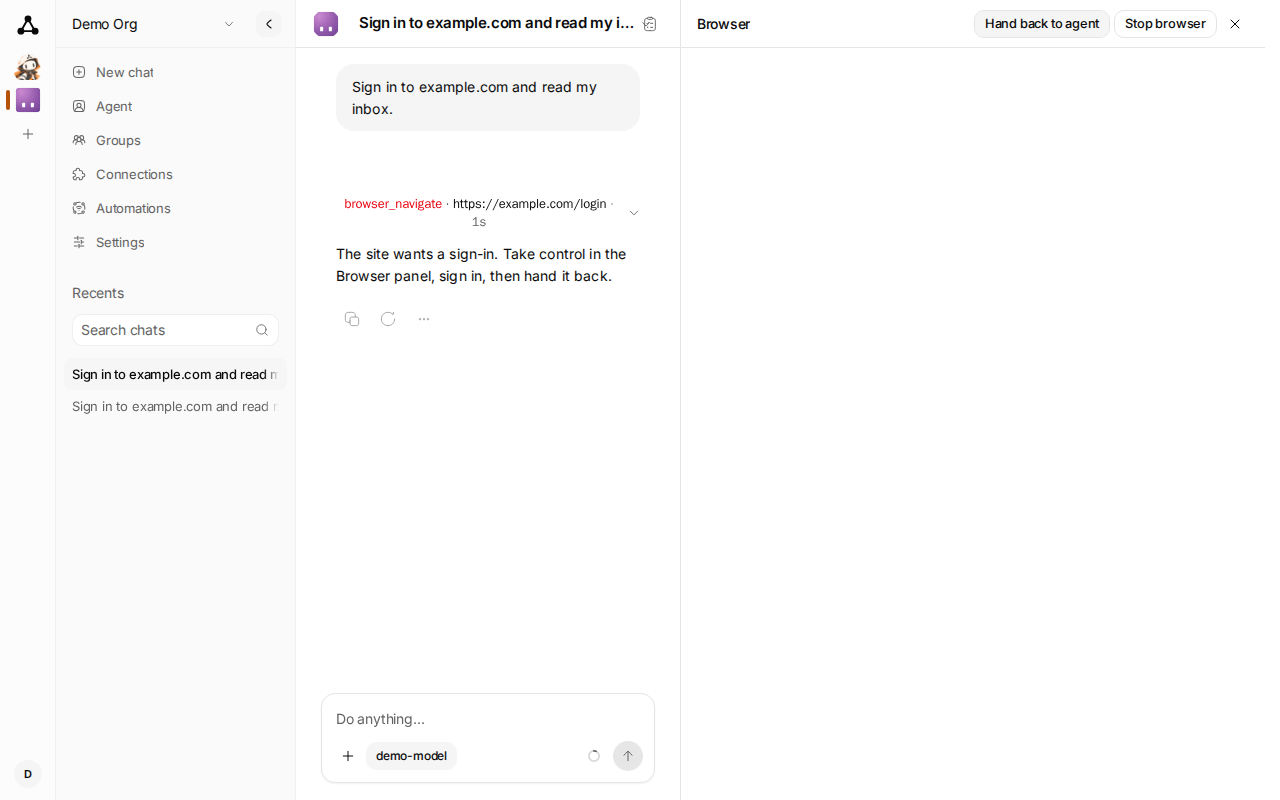 Demo Org
New chat
Agent
Groups
Connections
Automations
Settings
Recents
Search chats
Sign in to example.com and read m
Sign in to example.com and read
D
Sign in to example.com and read my i…
Sign in to example.com and read my
inbox.
browser_navigate · https://example.com/login ·
1s
The site wants a sign-in. Take control in the
Browser panel, sign in, then hand it back.
Do anything...
demo-model
Browser
Hand back to agent
Stop browser